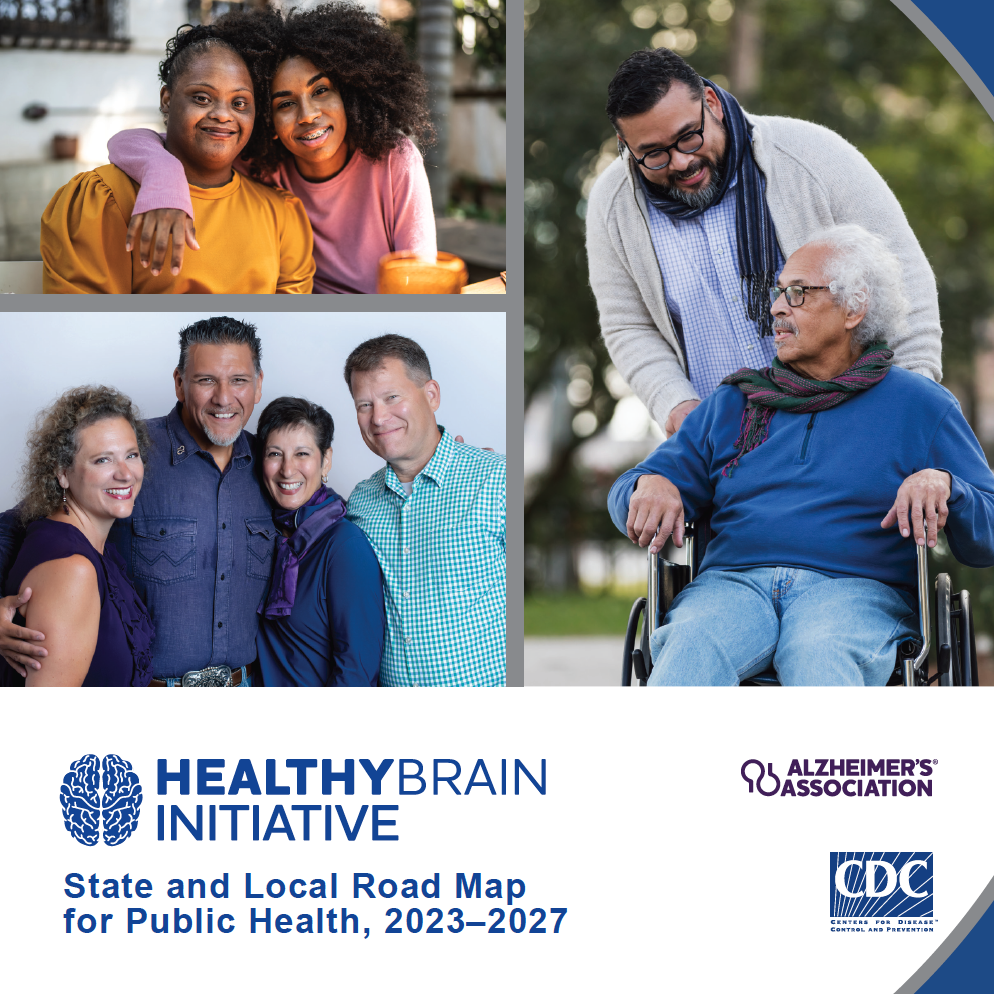 HEALTHYBRAIN
INITIATIVE
State and Local Road Map
for Public Health, 2023–2027
ALZHEIMER'S®
ASSOCIATION
CDC
CENTERS FOR DISEASE™
CONTROL AND PREVENTION